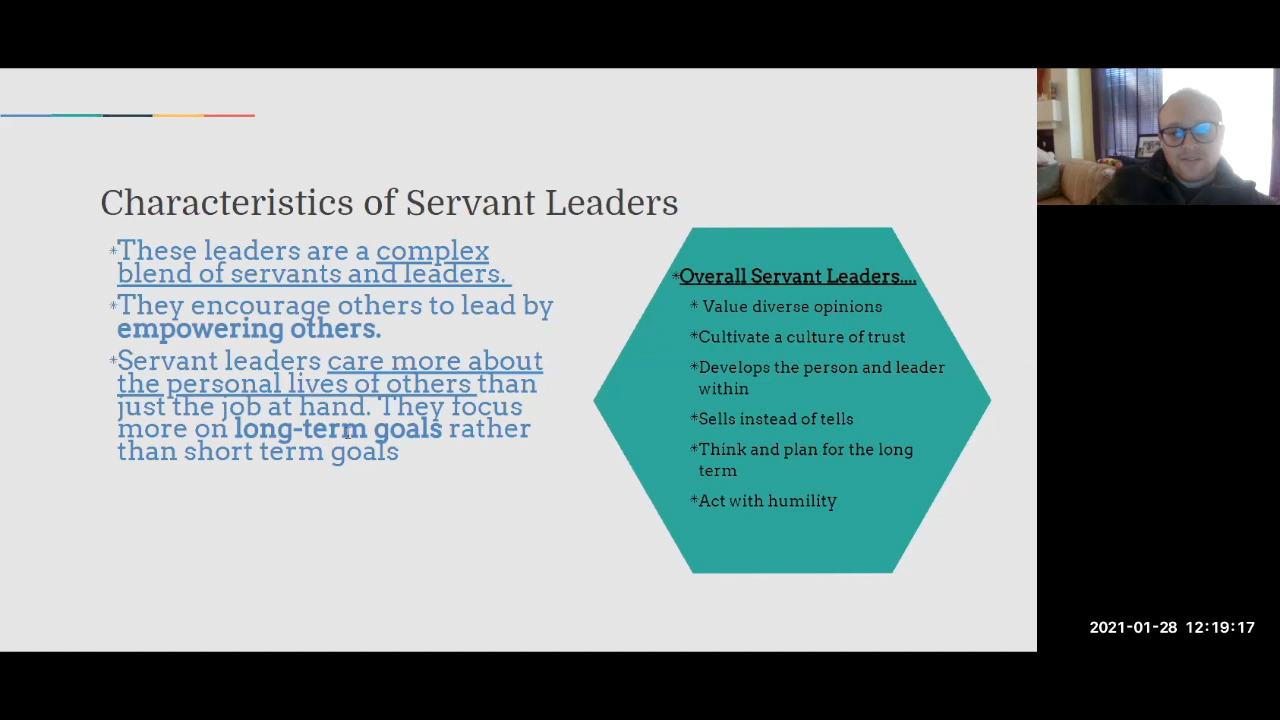 Characteristics of Servant Leaders
*These leaders are a complex
blend of servants and leaders.
*They encourage others to lead by
empowering others.
*Servant leaders care more about
the personal lives of others than
just the job at hand. They focus
more on long-term goals rather
than short term goals
*Overall Servant Leaders....
* Value diverse opinions
*Cultivate a culture of trust
*Develops the person and leader
within
*Sells instead of tells
*Think and plan for the long
term
*Act with humility
2021-01-28 12:19:17